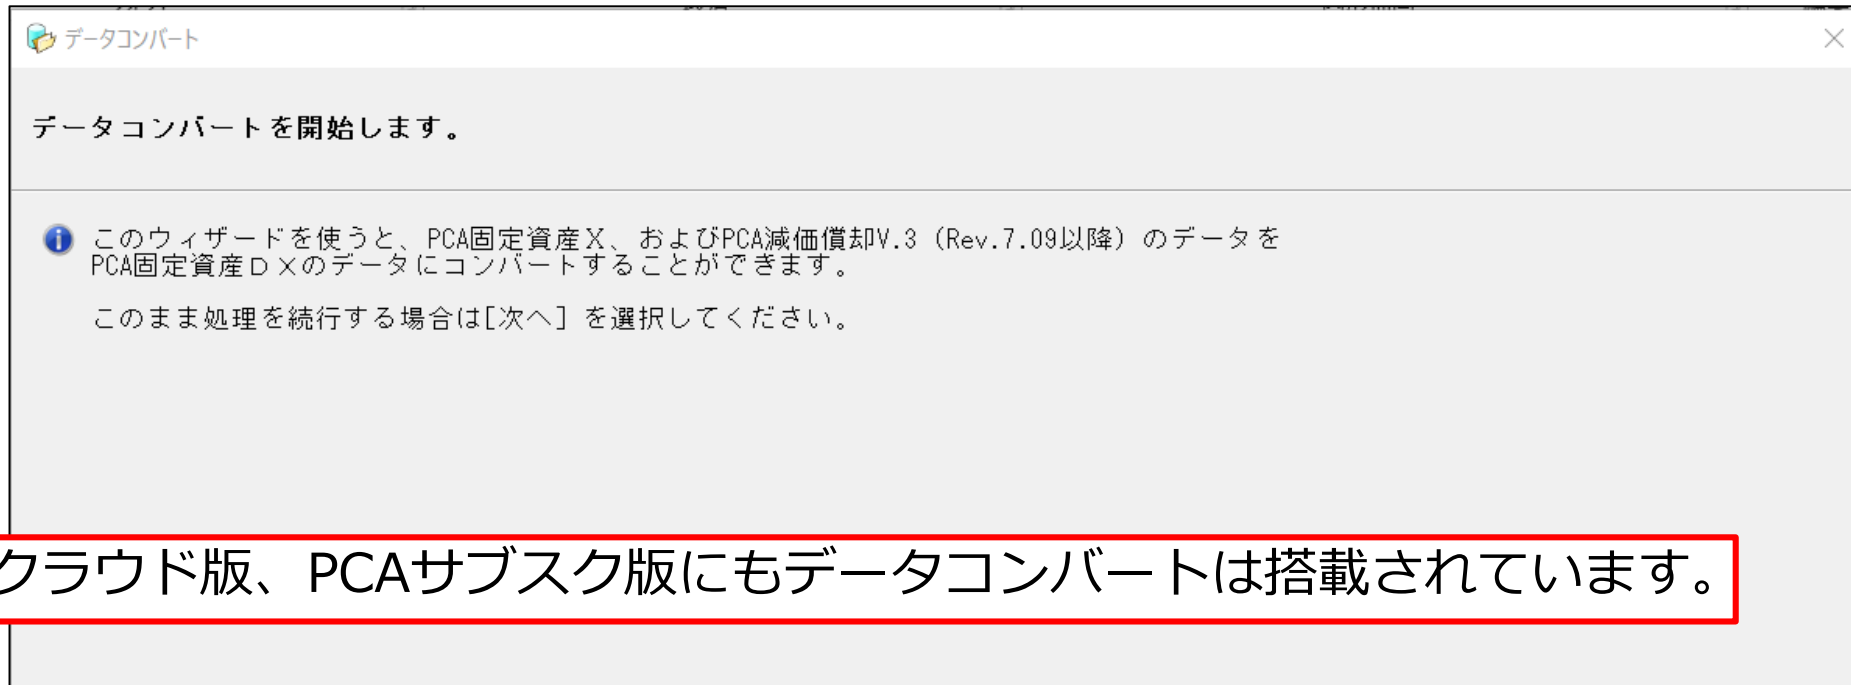 データコンバート
データコンバートを開始します。
このウィザードを使うと、PCA固定資産X、およびPCA減価償却V.3 (Rev.7.09以降) のデータを
PCA固定資産DXのデータにコンバートすることができます。
このまま処理を続行する場合は[次へ] を選択してください。
クラウド版、PCAサブスク版にもデータコンバートは搭載されています。